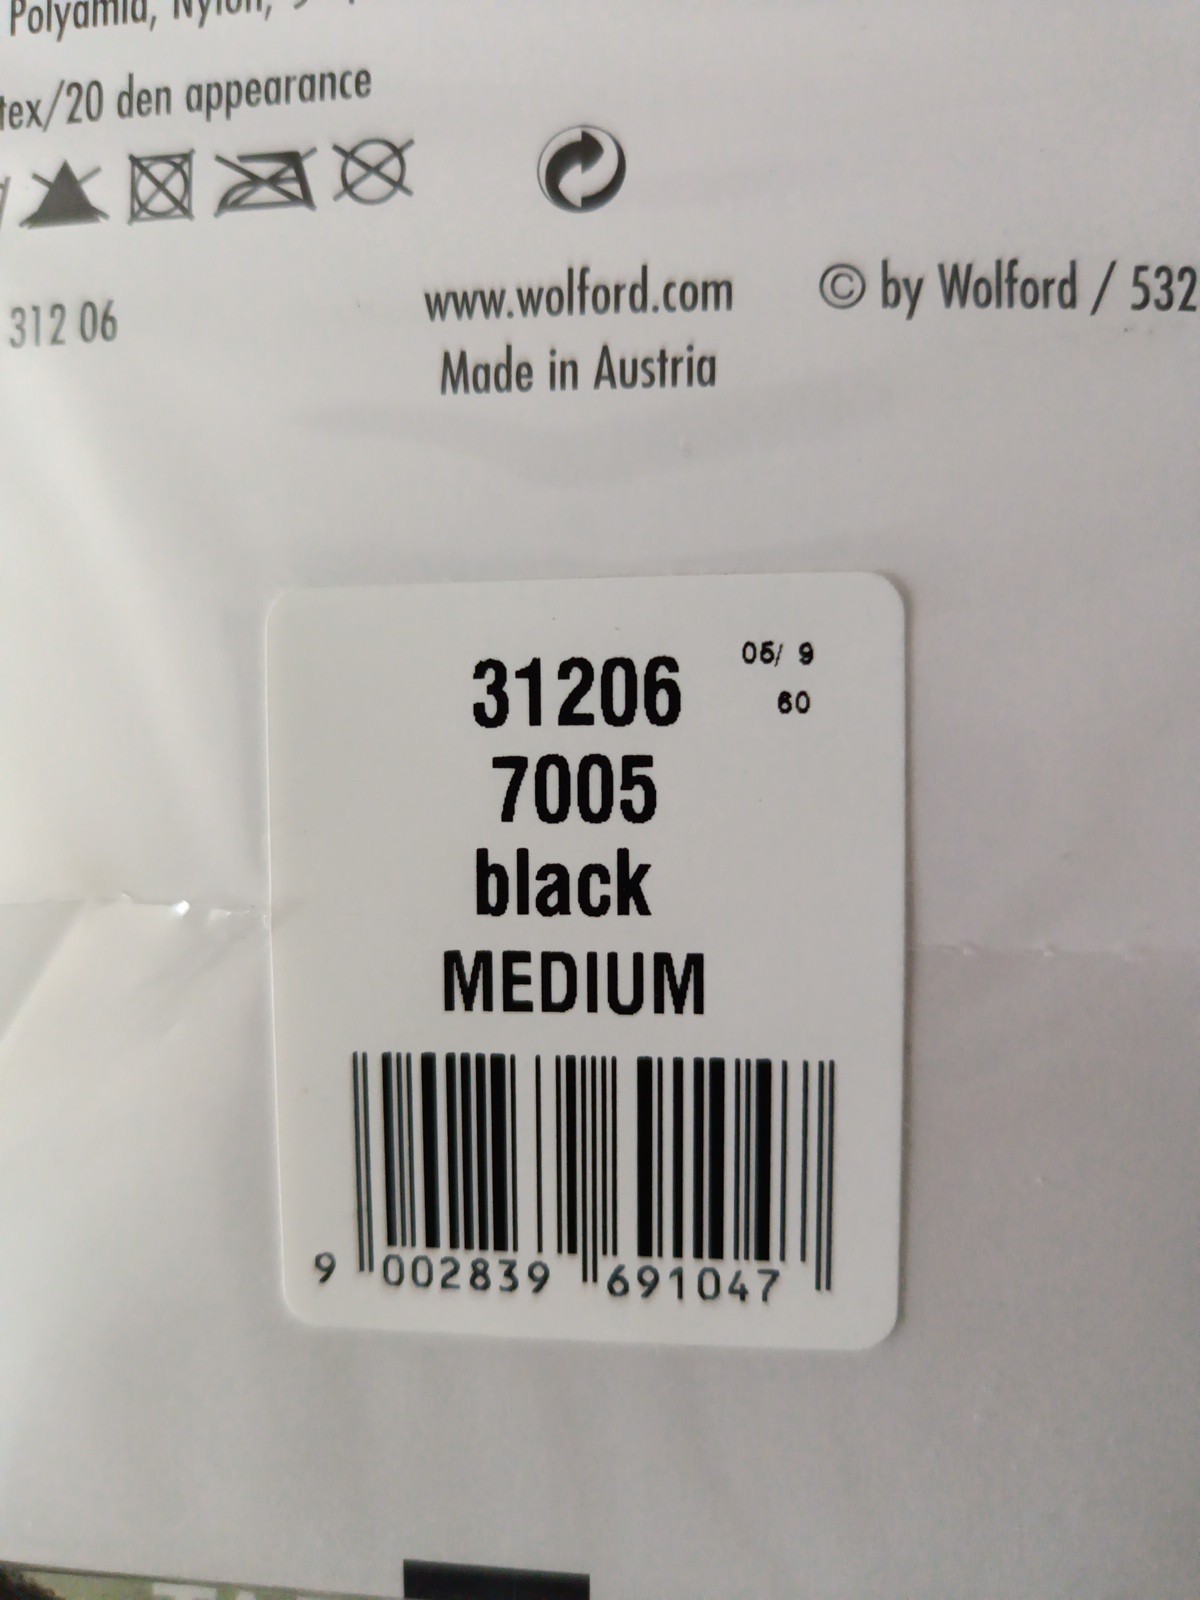 Polyamid, Nylon,
tex/20 den appearance
312 06
www.wolford.com
Made in Austria
© by Wolford / 532
31206
05/ 9
60
7005
black
MEDIUM
9 002839 691047